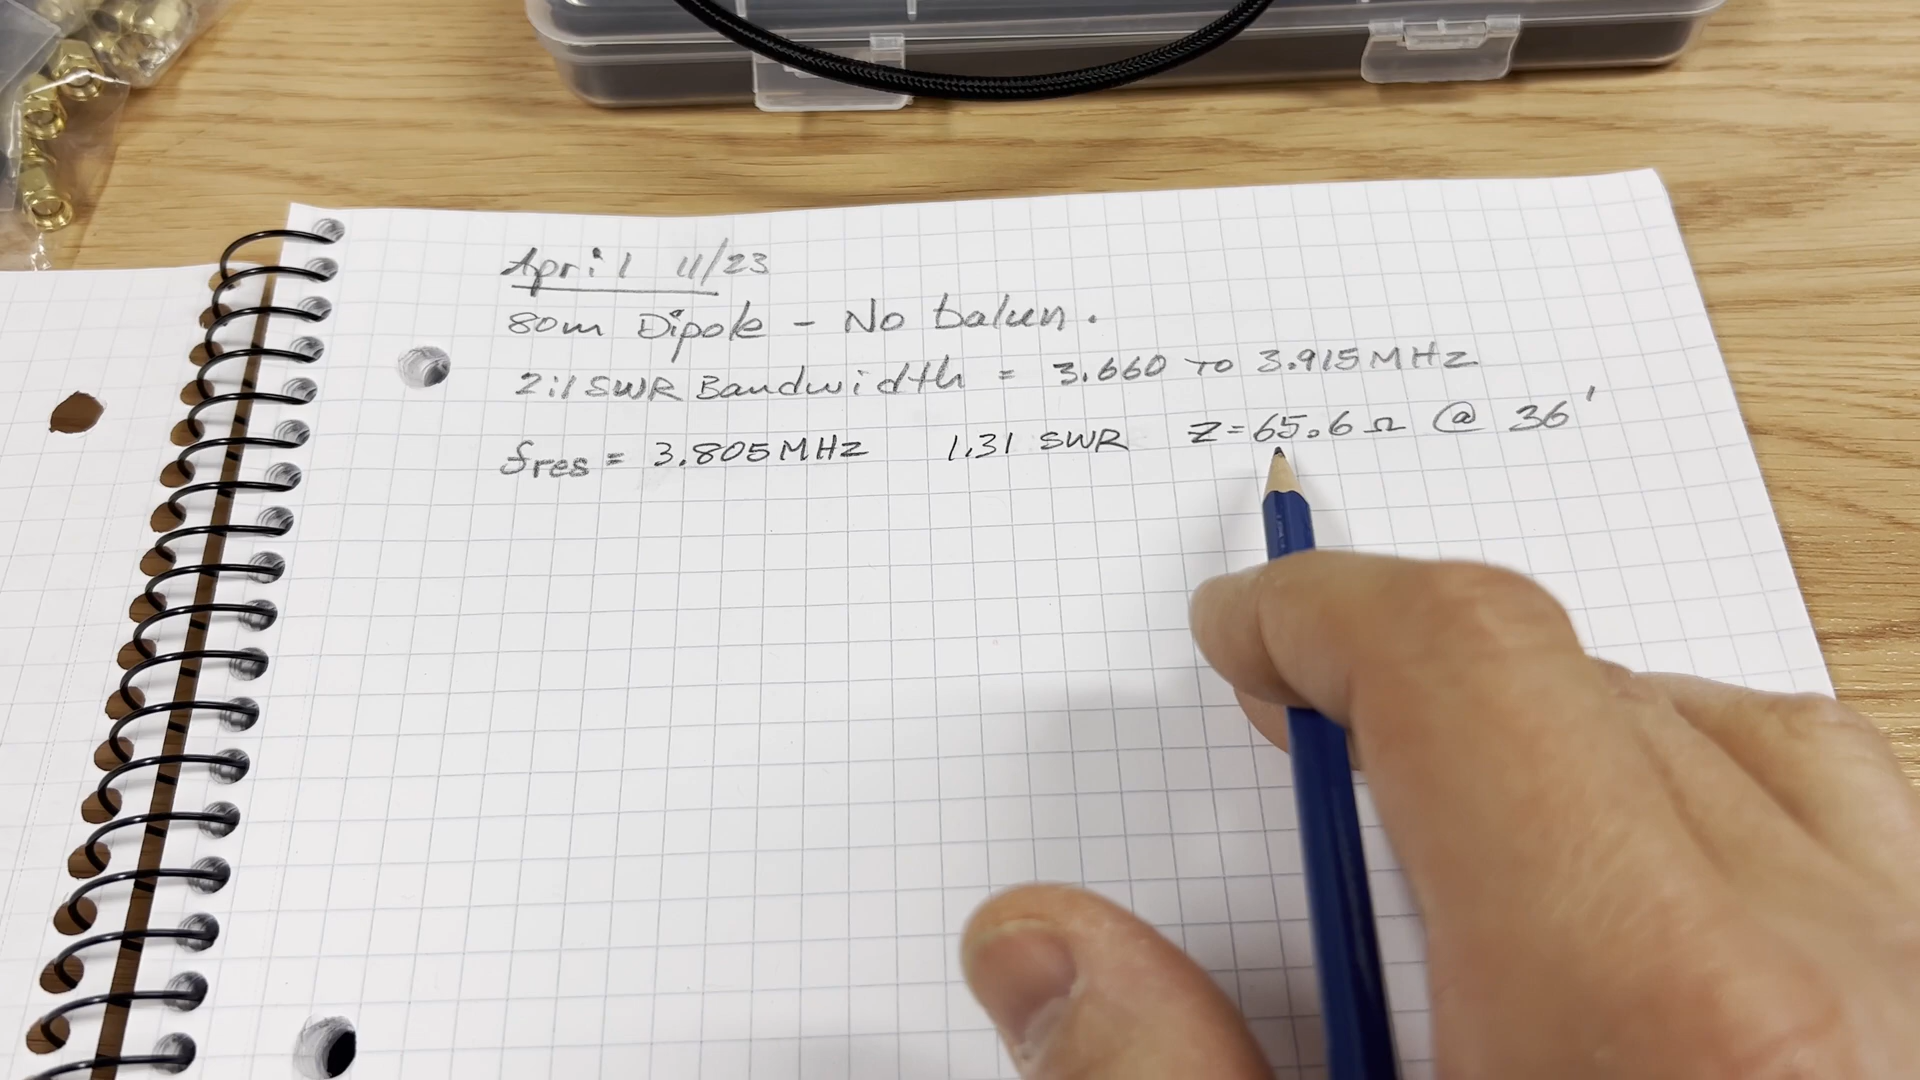 April 11/23
80m Dipole - No balun.
2:1 SWR Bandwidth = 3.660 TO 3.915 MHz
fres = 3.805 MHz 1.31 SWR Z=65.6 Ω @ 36'